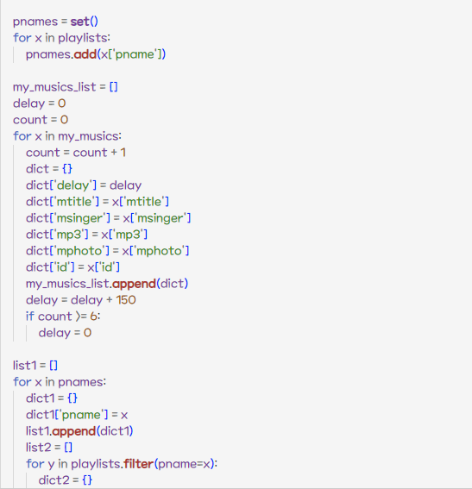 pnames = set()
for x in playlists:
    pnames.add(x['pname'])

my_musics_list = []
delay = 0
count = 0
for x in my_musics:
    count = count + 1
    dict = {}
    dict['delay'] = delay
    dict['mtitle'] = x['mtitle']
    dict['msinger'] = x['msinger']
    dict['mp3'] = x['mp3']
    dict['mphoto'] = x['mphoto']
    dict['id'] = x['id']
    my_musics_list.append(dict)
    delay = delay + 150
    if count >= 6:
        delay = 0

list1 = []
for x in pnames:
    dict1 = {}
    dict1['pname'] = x
    list1.append(dict1)
    list2 = []
    for y in playlists.filter(pname=x):
        dict2 = {}